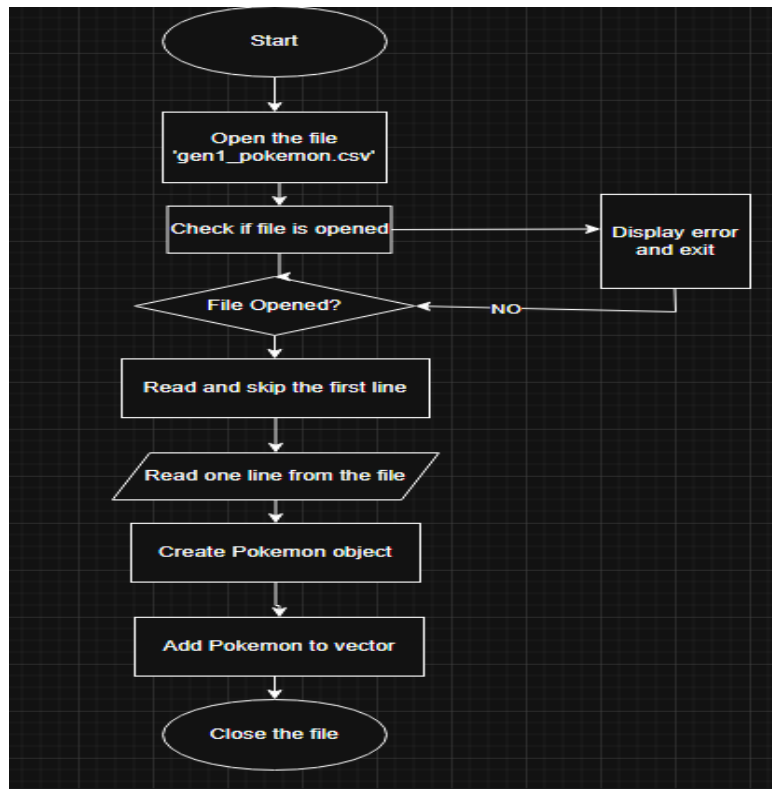 Start
Open the file
'gen1_pokemon.csv'
Check if file is opened
Display error
and exit
File Opened?
NO
Read and skip the first line
Read one line from the file
Create Pokemon object
Add Pokemon to vector
Close the file